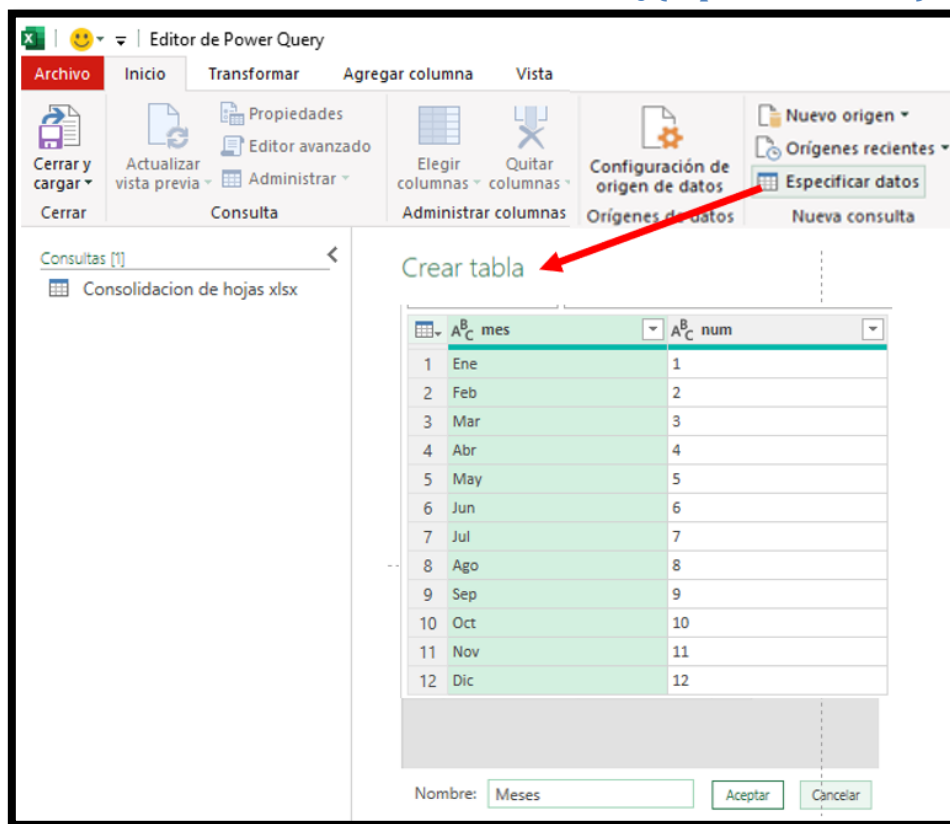 Editor de Power Query
Archivo Inicio Transformar Agregar columna Vista
Cerrar y cargar
Actualizar vista previa
Propiedades
Editor avanzado
Administrar
Elegir columnas
Quitar columnas
Configuración de origen de datos
Nuevo origen
Orígenes recientes
Especificar datos
Cerrar Consulta Administrar columnas Orígenes de datos Nueva consulta
Consultas [1]
Consolidacion de hojas xlsx
Crear tabla
ABC mes ABC num
1 Ene 1
2 Feb 2
3 Mar 3
4 Abr 4
5 May 5
6 Jun 6
7 Jul 7
8 Ago 8
9 Sep 9
10 Oct 10
11 Nov 11
12 Dic 12
Nombre: Meses Aceptar Cancelar